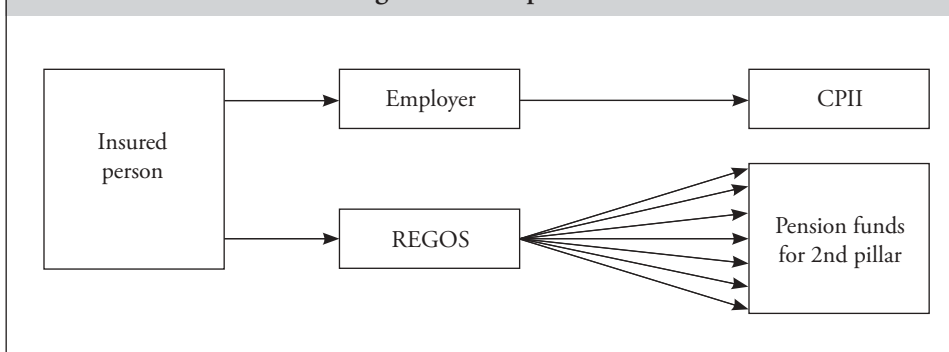 Insured
person
Employer
CPII
REGOS
Pension funds
for 2nd pillar